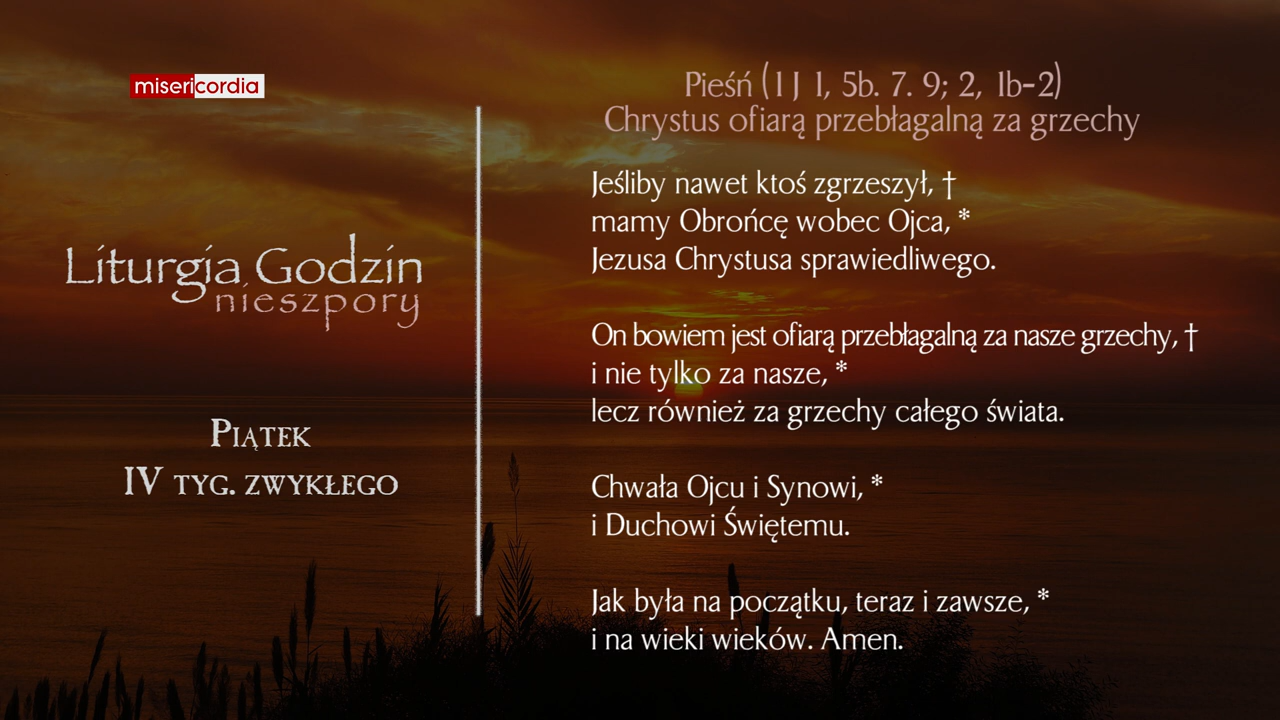 misericordia
Liturgia Godzin
nieszpory
Piątek
IV tyg. zwykłego
Pieśń (1 J 1, 5b. 7. 9; 2, 1b-2)
Chrystus ofiarą przebłagalną za grzechy
Jeśliby nawet ktoś zgrzeszył, †
mamy Obrońcę wobec Ojca, *
Jezusa Chrystusa sprawiedliwego.
On bowiem jest ofiarą przebłagalną za nasze grzechy, †
i nie tylko za nasze, *
lecz również za grzechy całego świata.
Chwała Ojcu i Synowi, *
i Duchowi Świętemu.
Jak była na początku, teraz i zawsze, *
i na wieki wieków. Amen.